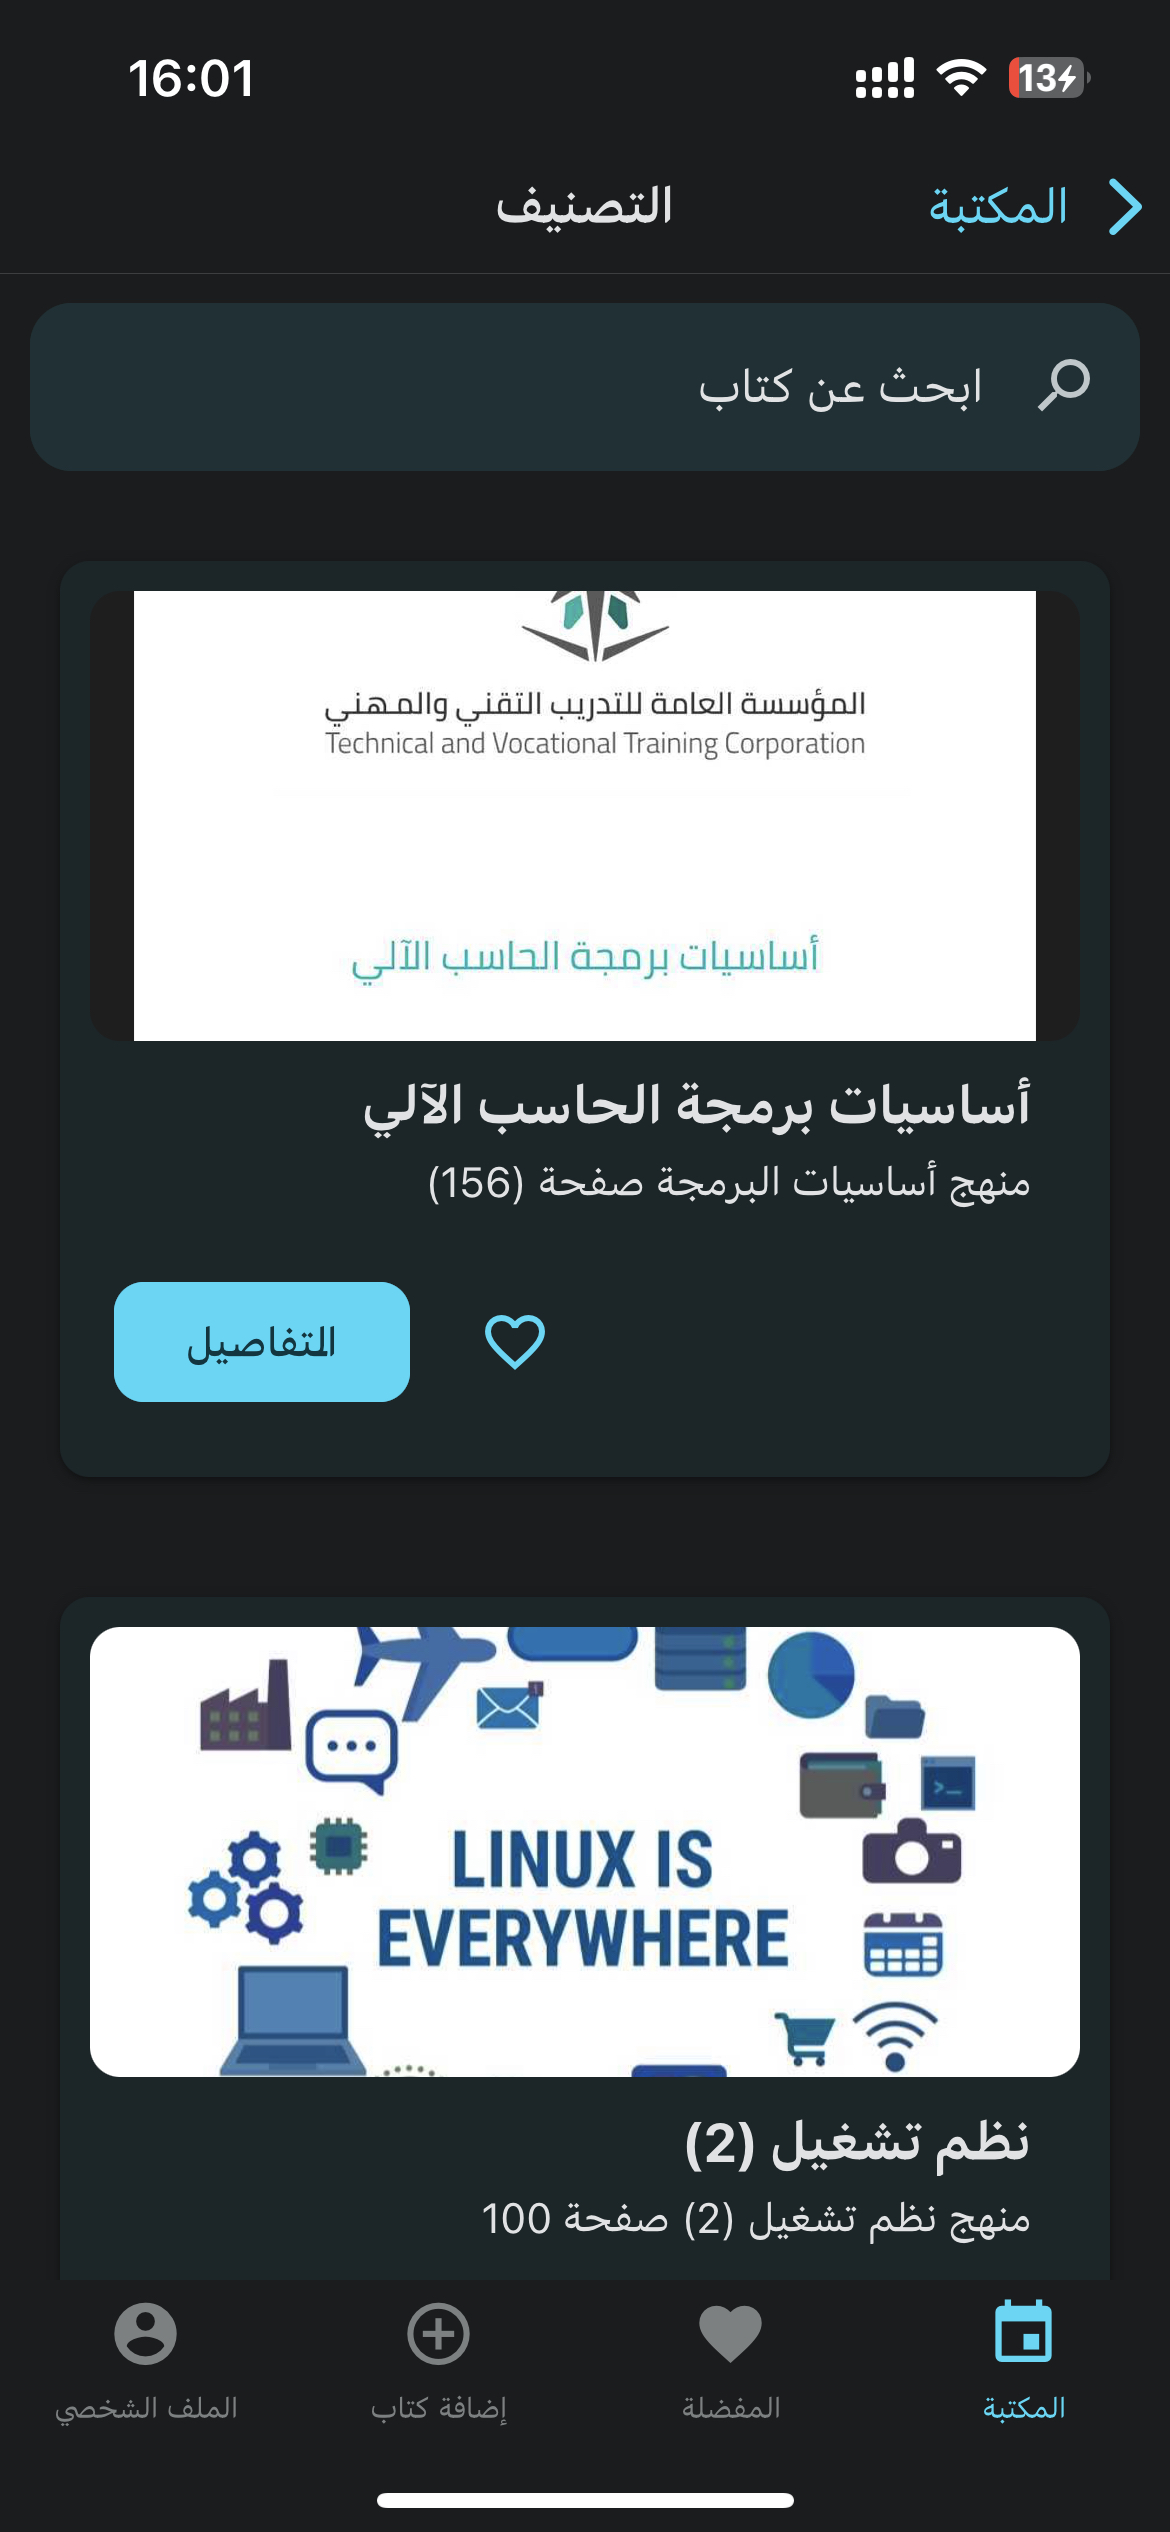 16:01
13
المكتبة
التصنيف
ابحث عن كتاب
المؤسسة العامة للتدريب التقني والمهني
Technical and Vocational Training Corporation
أساسيات برمجة الحاسب الآلي
أساسيات برمجة الحاسب الآلي
منهج أساسيات البرمجة صفحة (156)
التفاصيل
LINUX IS
EVERYWHERE
نظم تشغيل (2)
منهج نظم تشغيل (2) صفحة 100
المكتبة
المفضلة
إضافة كتاب
الملف الشخصي